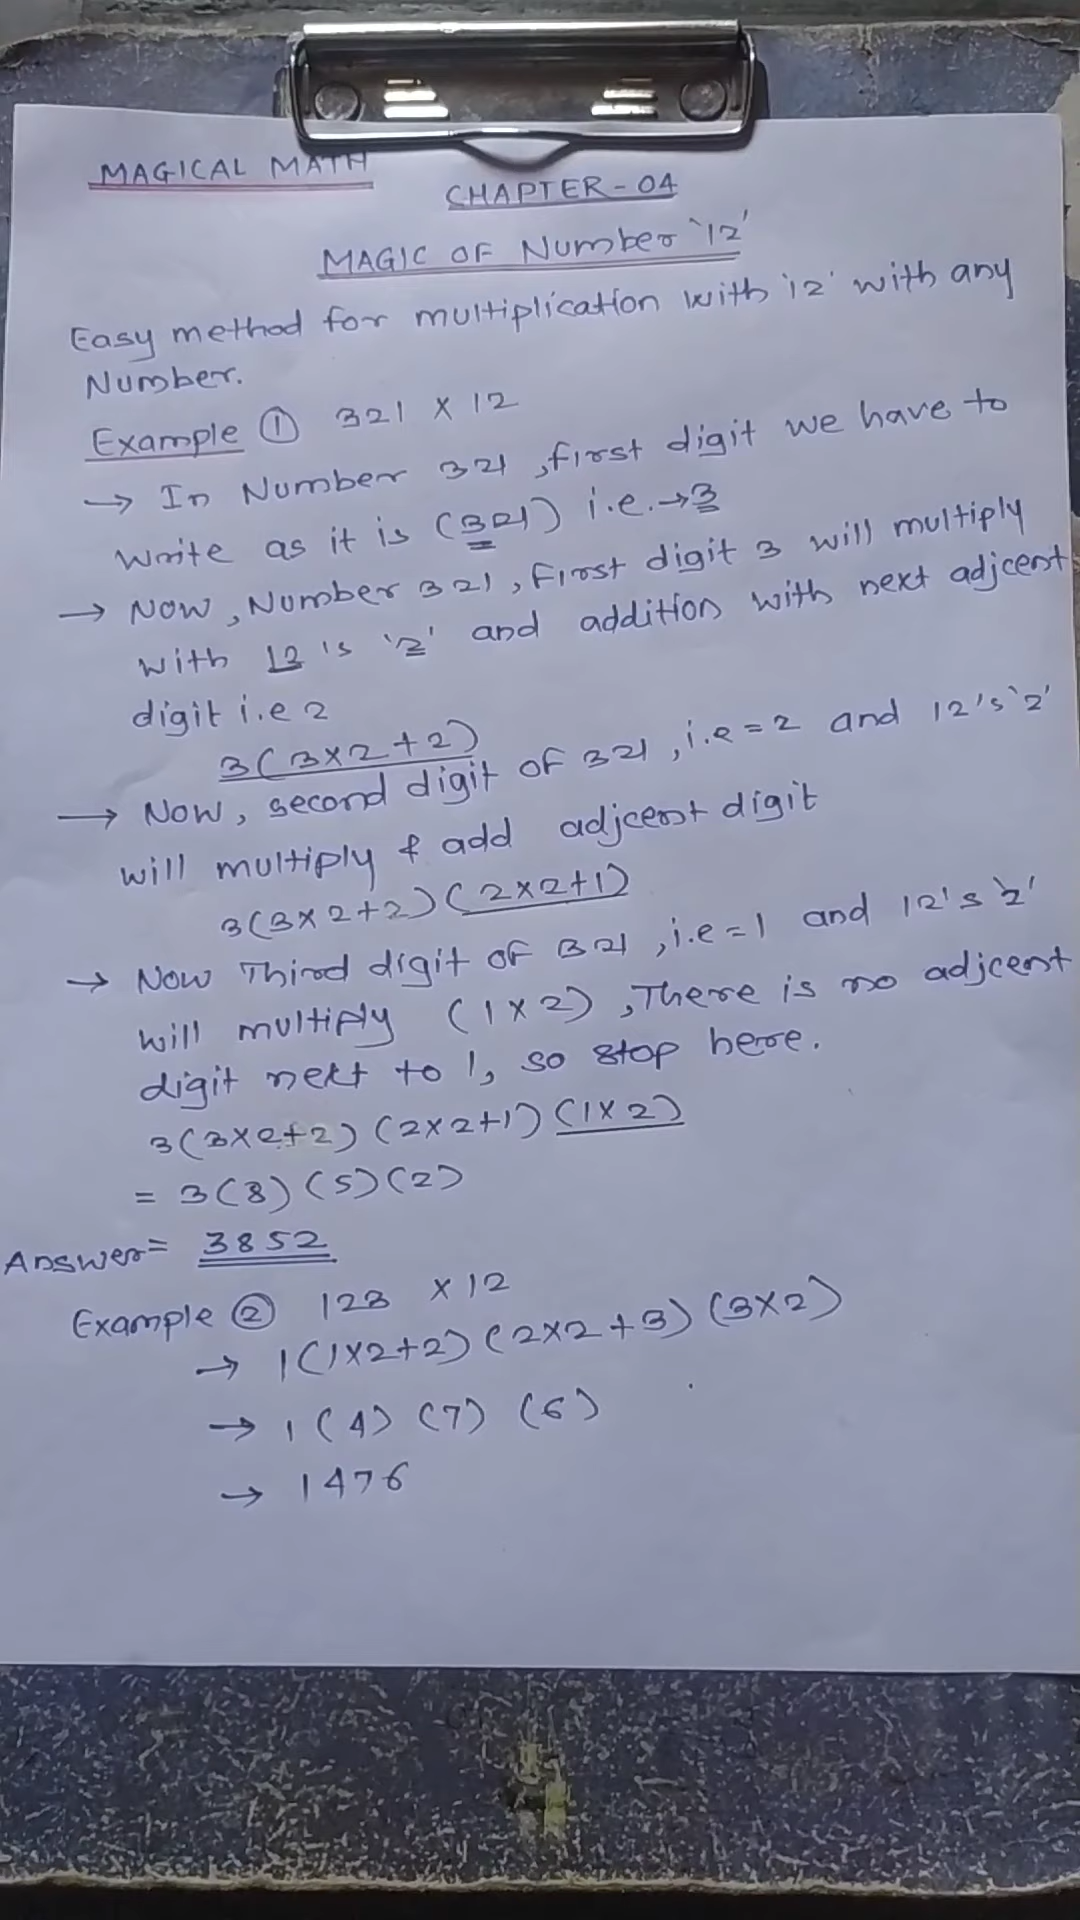 MAGICAL MATH
CHAPTER-04
MAGIC OF Number '12'
Easy method for multiplication with '12' with any
Number.
Example ① 321 X 12
→ In Number 321, first digit we have to
write as it is (321) i.e.→3
→ Now, Number 321, First digit 3 will multiply
with 12's '2' and addition with next adjcent
digit i.e 2
3(3x2+2)
→ Now, second digit of 321, i.e=2 and 12's '2'
will multiply & add adjcent digit
3(3x2+2)(2x2+1)
→ Now Third digit of 321, i.e=1 and 12's '2'
will multiply (1x2), There is no adjcent
digit next to 1, so stop here.
3(3x2+2)(2x2+1)(1x2)
= 3(8)(5)(2)
Answer= 3852
Example ② 123 X12
→ 1(1x2+2)(2x2+3)(3x2)
→ 1(4)(7)(6)
→ 1476